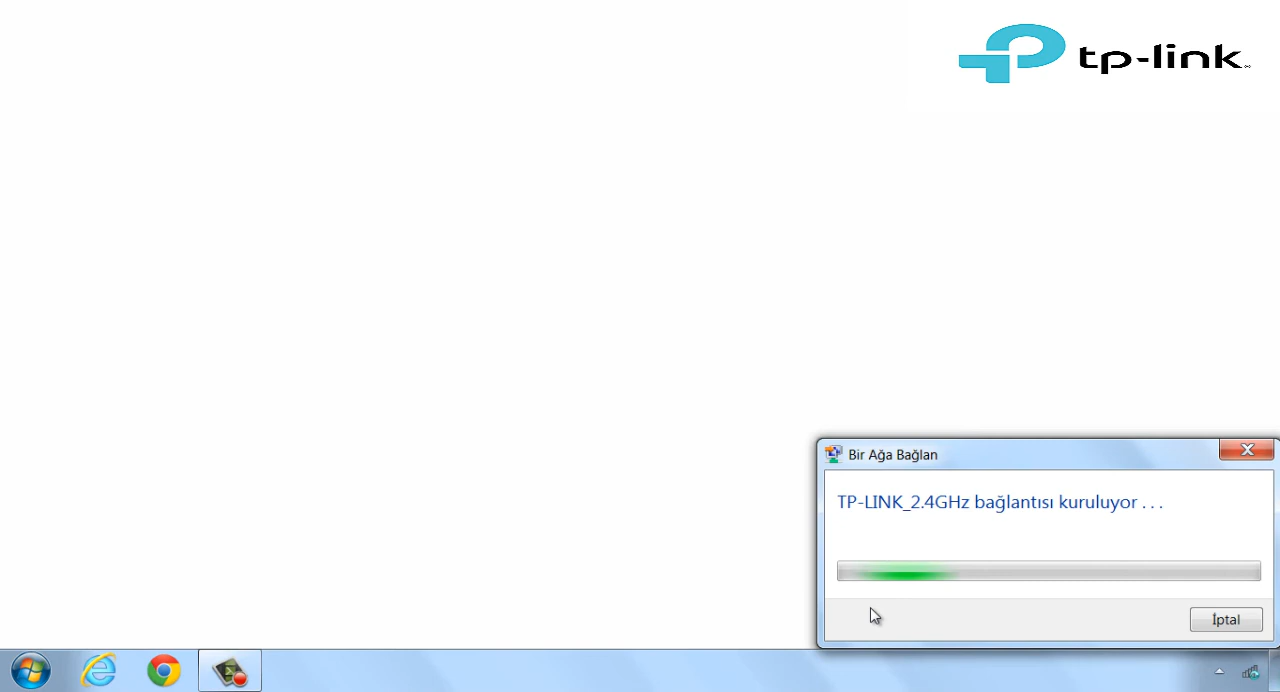 tp-link
Bir Ağa Bağlan
TP-LINK_2.4GHz bağlantısı kuruluyor . . .
İptal